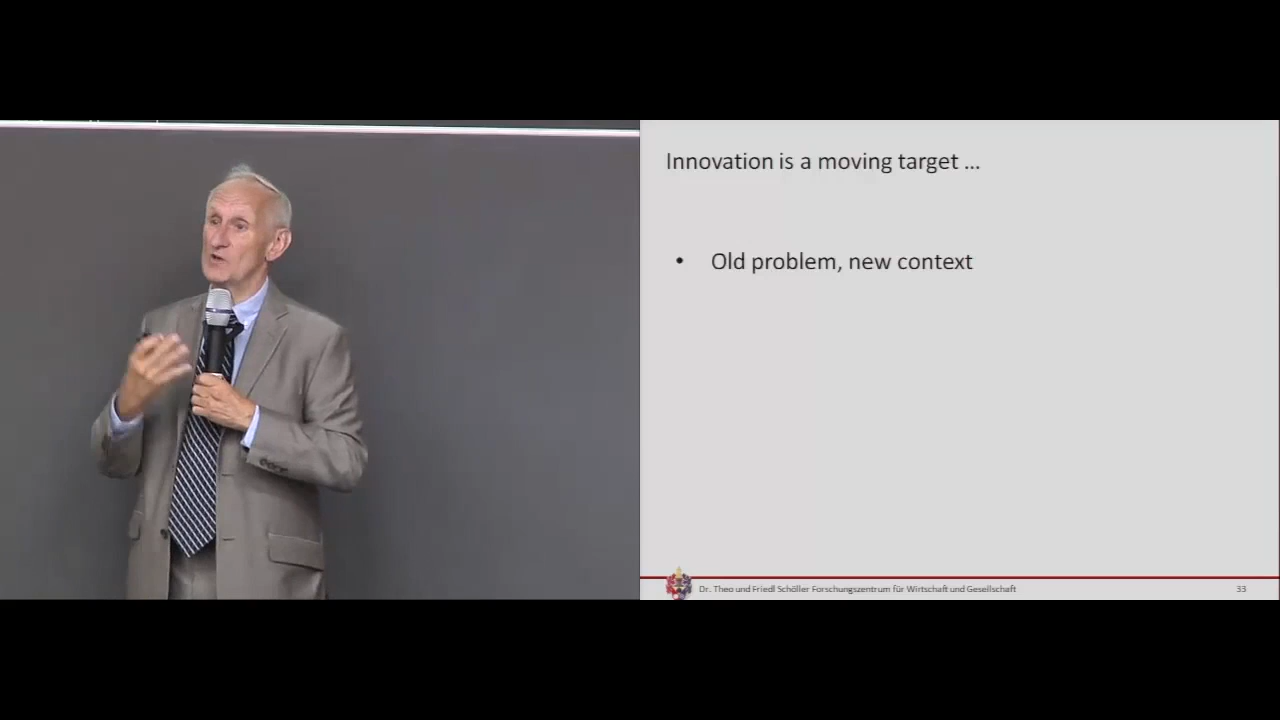 Innovation is a moving target ...
• Old problem, new context
Dr. Theo und Friedl Schöller Forschungszentrum für Wirtschaft und Gesellschaft
33